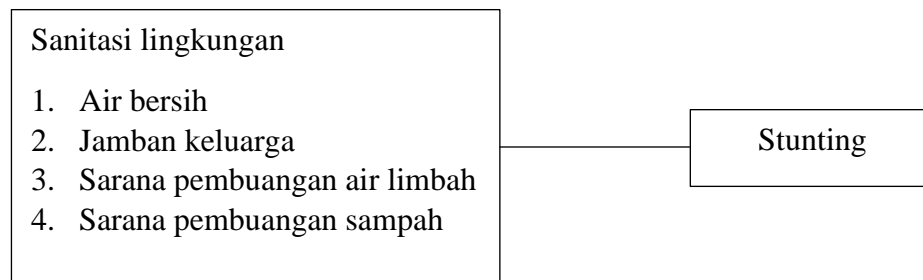 Sanitasi lingkungan
1. Air bersih
2. Jamban keluarga
3. Sarana pembuangan air limbah
4. Sarana pembuangan sampah
Stunting